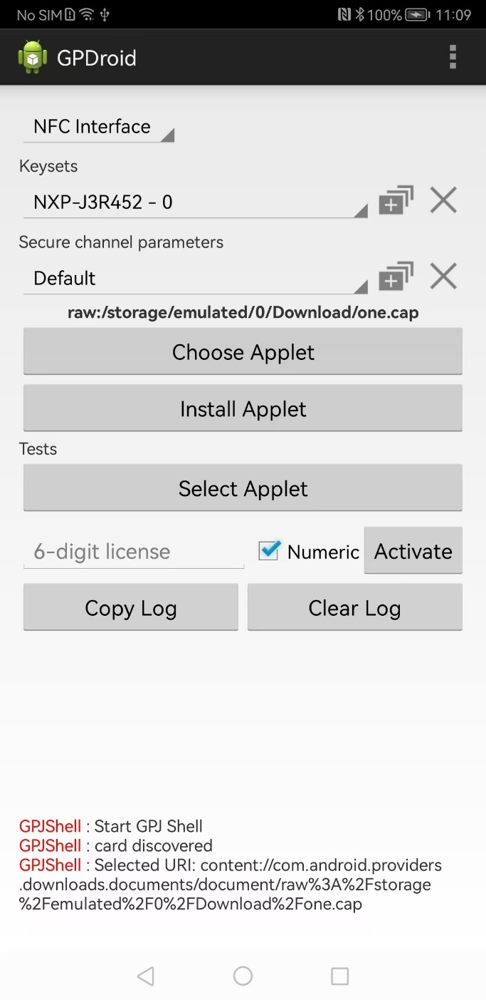 No SIM 100% 11:09
GPDroid
NFC Interface
Keysets
NXP-J3R452 - 0
Secure channel parameters
Default
raw:/storage/emulated/0/Download/one.cap
Choose Applet
Install Applet
Tests
Select Applet
6-digit license Numeric Activate
Copy Log Clear Log
GPJShell : Start GPJ Shell
GPJShell : card discovered
GPJShell : Selected URI: content://com.android.providers
.downloads.documents/document/raw%3A%2Fstorage
%2Femulated%2F0%2FDownload%2Fone.cap